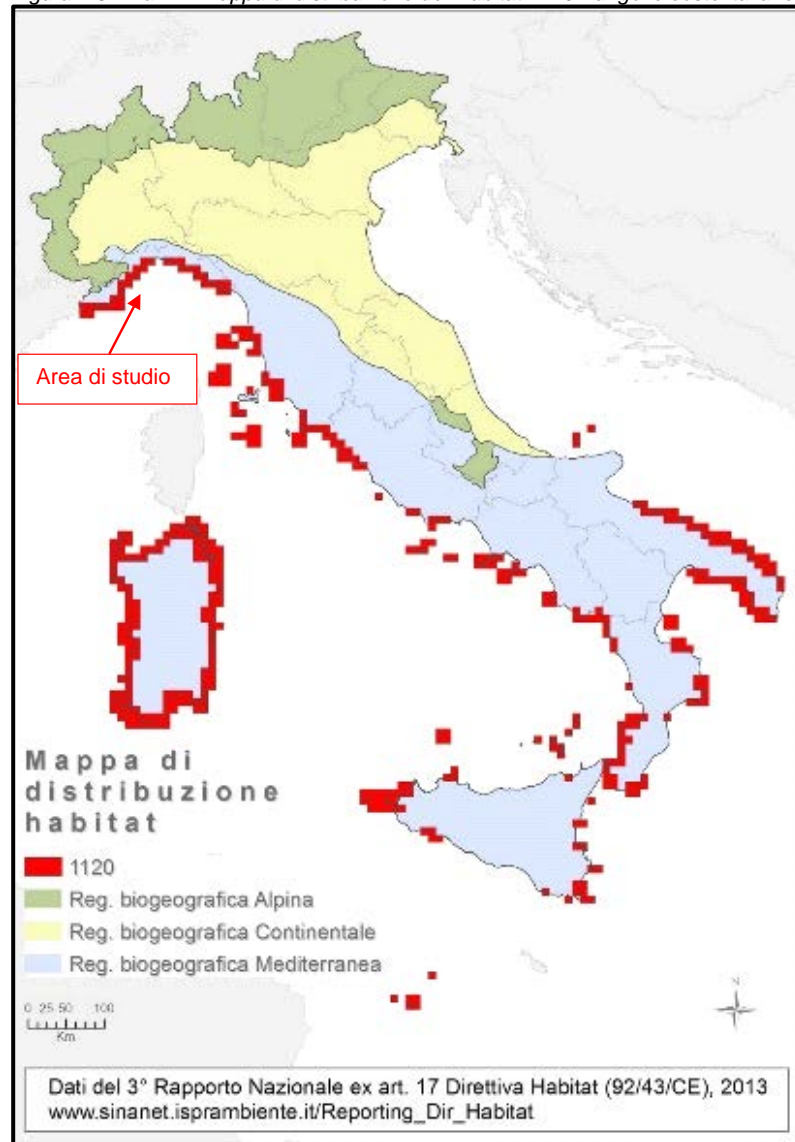 Area di studio
Mappa di
distribuzione
habitat
1120
Reg. biogeografica Alpina
Reg. biogeografica Continentale
Reg. biogeografica Mediterranea
N
0 25 50 100
Km
Dati del 3° Rapporto Nazionale ex art. 17 Direttiva Habitat (92/43/CE), 2013
www.sinanet.isprambiente.it/Reporting_Dir_Habitat